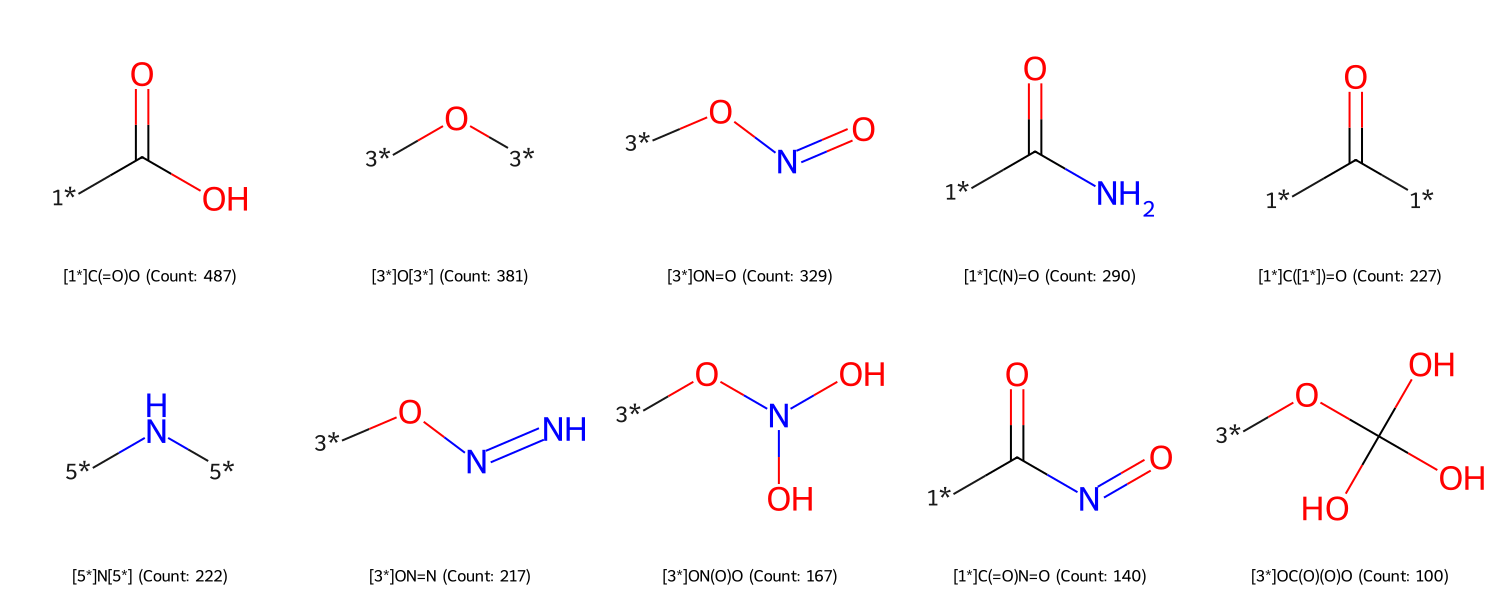 O O O
O O
3* O
N
3* 3* 1* NH2 1* 1*
1* OH
[1*]C(=O)O (Count: 487) [3*]O[3*] (Count: 381) [3*]ON=O (Count: 329) [1*]C(N)=O (Count: 290) [1*]C([1*])=O (Count: 227)
O OH O OH
H
N O NH 3* N O O
5* 5* 3* N OH 1* N 3* HO OH
[5*]N[5*] (Count: 222) [3*]ON=N (Count: 217) [3*]ON(O)O (Count: 167) [1*]C(=O)N=O (Count: 140) [3*]OC(O)(O)O (Count: 100)